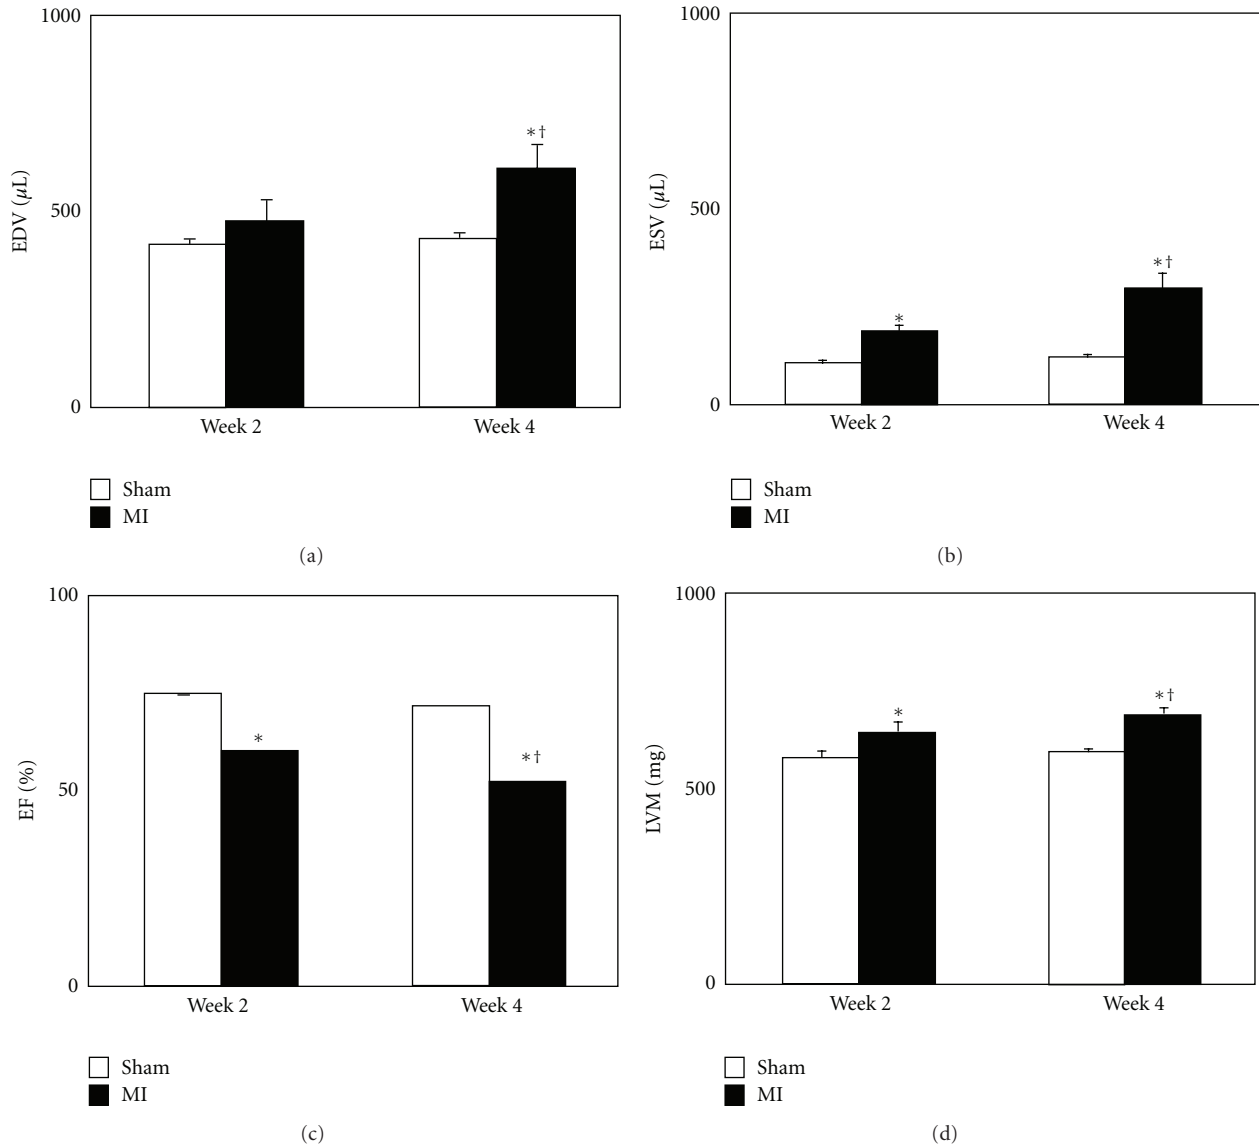 1000
EDV (μL)
500
0
∗†
Week 2
Week 4
Sham
MI
(a)
1000
ESV (μL)
500
0
∗
∗†
Week 2
Week 4
Sham
MI
(b)
100
EF (%)
50
0
∗
∗†
Week 2
Week 4
Sham
MI
(c)
1000
LVM (mg)
500
0
∗
∗†
Week 2
Week 4
Sham
MI
(d)